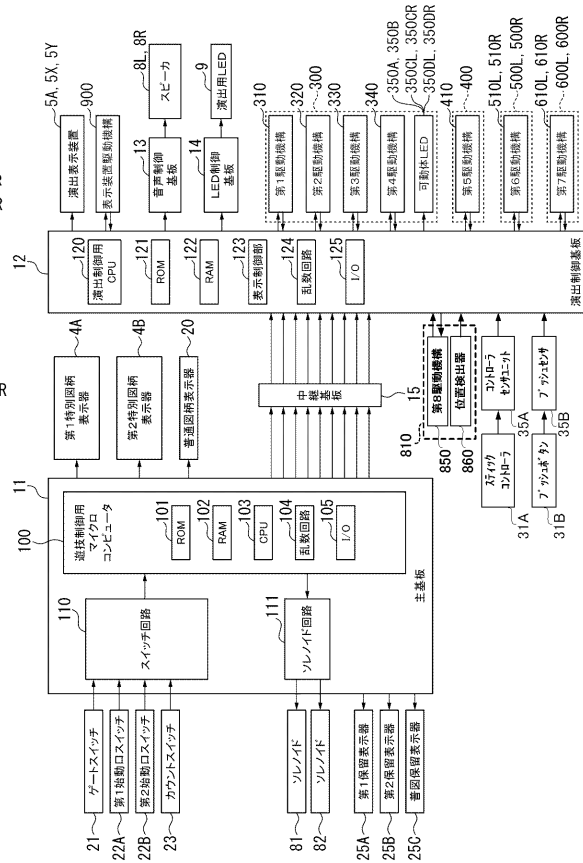 21
ゲートスイッチ
22A
第1始動口スイッチ
22B
第2始動口スイッチ
23
カウントスイッチ
81
ソレノイド
82
ソレノイド
25A
第1保留表示器
25B
第2保留表示器
25C
普図保留表示器
11
主基板
110
スイッチ回路
111
ソレノイド回路
100
遊技制御用
マイクロ
コンピュータ
101
ROM
102
RAM
103
CPU
104
乱数回路
105
I/O
4A
第1特別図柄
表示器
4B
第2特別図柄
表示器
20
普通図柄表示器
15
中継基板
810
850
第8駆動機構
860
位置検出器
31A
スティック
コントローラ
35A
コントローラ
センサユニット
31B
プッシュボタン
35B
プッシュセンサ
12
演出制御基板
120
演出制御用
CPU
121
ROM
122
RAM
123
表示制御部
124
乱数回路
125
I/O
5A, 5X, 5Y
演出表示装置
900
表示装置駆動機構
13
音声制御
基板
8L, 8R
スピーカ
14
LED制御
基板
9
演出用LED
310
第1駆動機構
320
第2駆動機構
300
330
第3駆動機構
340
第4駆動機構
可動体LED
350A, 350B
350CL, 350CR
350DL, 350DR
410
第5駆動機構
400
510L, 510R
第6駆動機構
500L, 500R
610L, 610R
第7駆動機構
600L, 600R
R